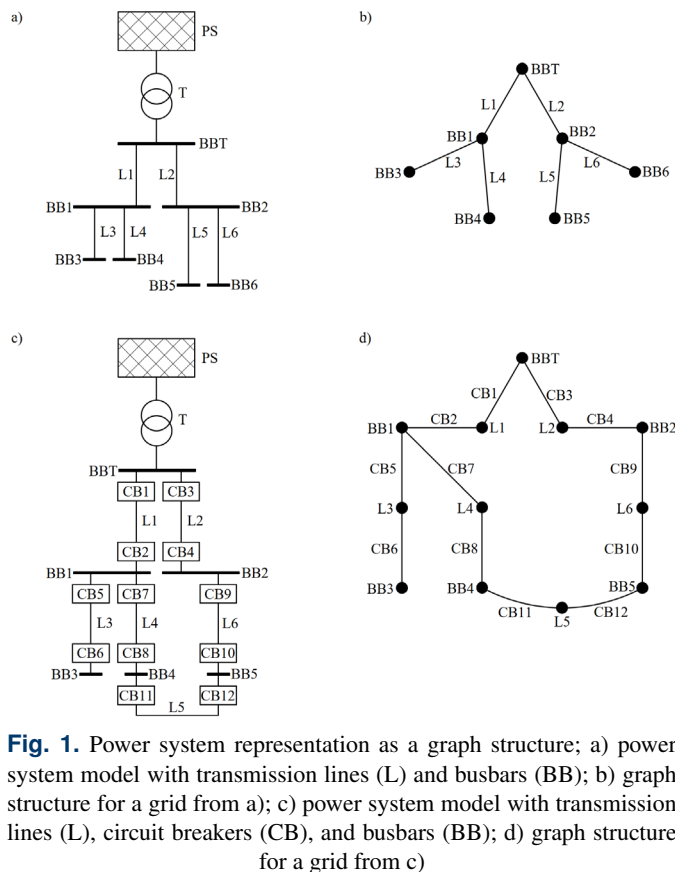 a)
PS
T
BBT
L1 L2
BB1 BB2
L3 L4 L5 L6
BB3 BB4
BB5 BB6
b)
BBT
L1 L2
BB1 BB2
BB3 L3 L6 BB6
L4 L5
BB4 BB5
c)
PS
T
BBT
CB1 CB3
L1 L2
CB2 CB4
BB1 BB2
CB5 CB7 CB9
L3 L4 L6
CB6 CB8 CB10
BB3 BB4 BB5
CB11 CB12
L5
d)
BBT
CB1 CB3
BB1 CB2 L1 L2 CB4 BB2
CB5 CB7 CB9
L3 L4 L6
CB6 CB8 CB10
BB3 BB4 BB5
CB11 CB12
L5
Fig. 1. Power system representation as a graph structure; a) power
system model with transmission lines (L) and busbars (BB); b) graph
structure for a grid from a); c) power system model with transmission
lines (L), circuit breakers (CB), and busbars (BB); d) graph structure
for a grid from c)